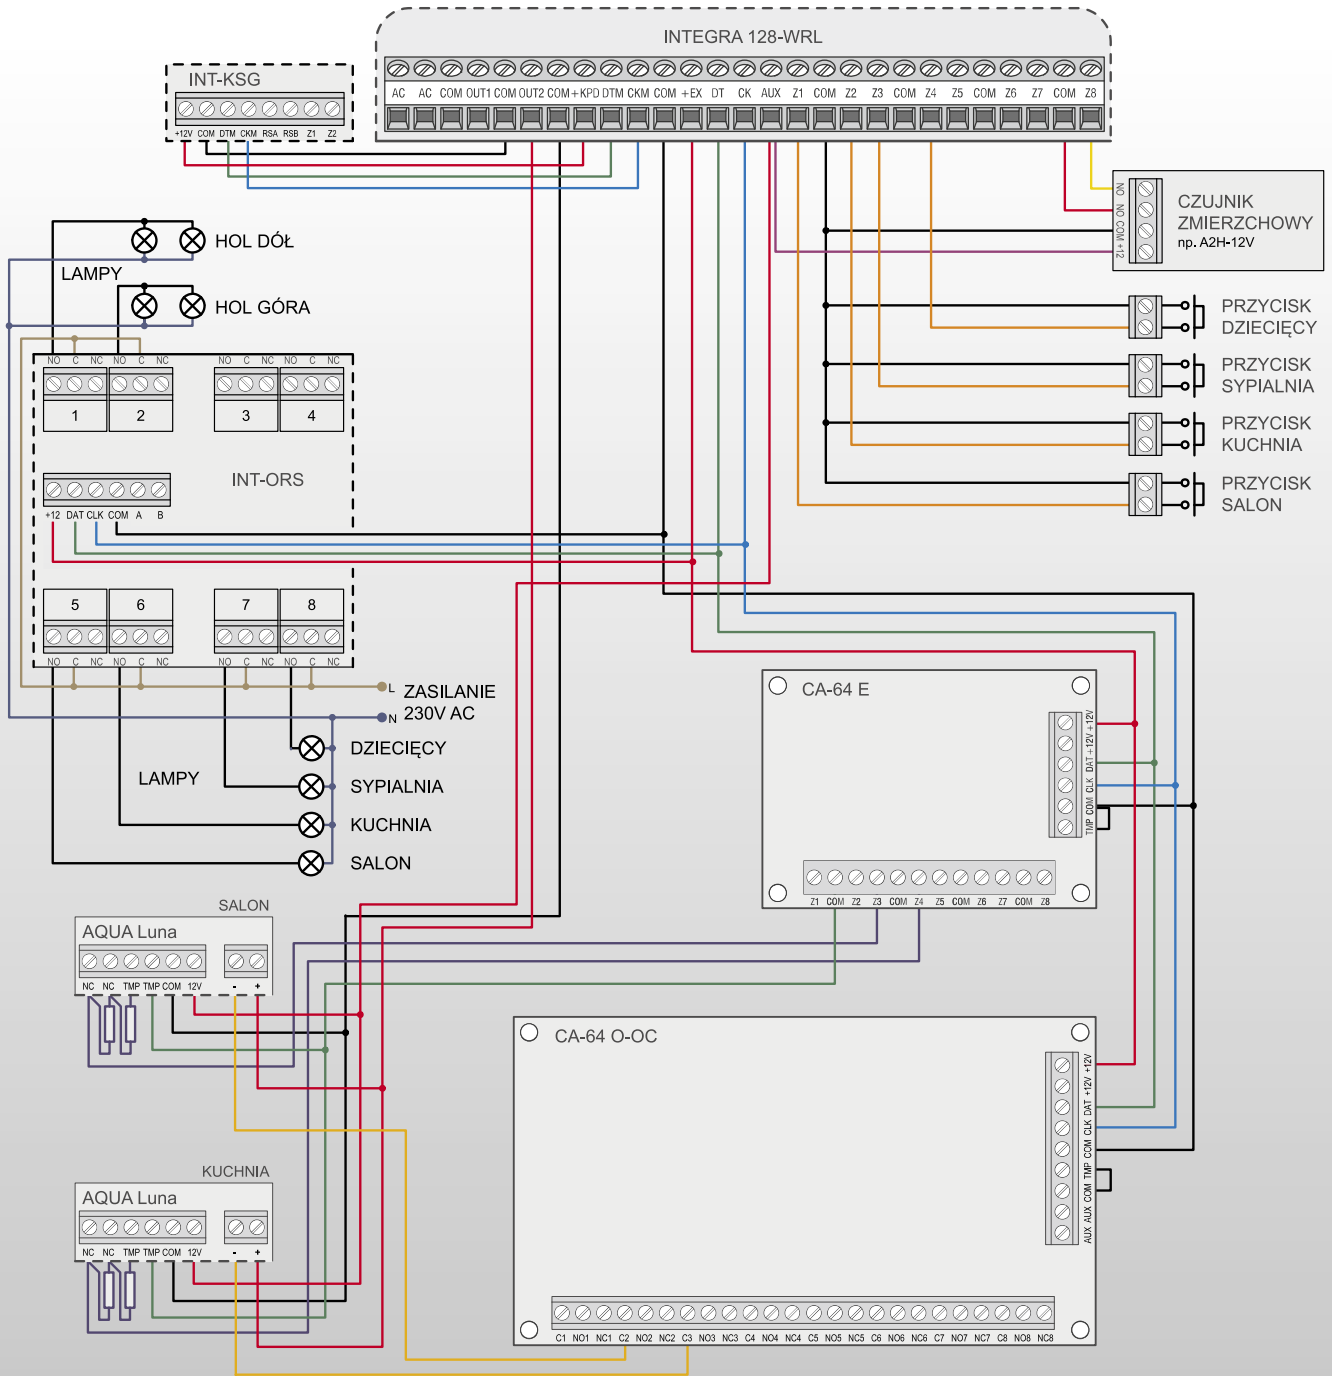 INTEGRA 128-WRL
AC AC COM OUT1 COM OUT2 COM +KPD DTM CKM COM +EX DT CK AUX Z1 COM Z2 Z3 COM Z4 Z5 COM Z6 Z7 COM Z8
INT-KSG
+12V COM DTM CKM RSA RSB Z1 Z2
NO NO COM +12
CZUJNIK
ZMIERZCHOWY
np. A2H-12V
HOL DÓŁ
LAMPY
HOL GÓRA
PRZYCISK
DZIECIĘCY
PRZYCISK
SYPIALNIA
PRZYCISK
KUCHNIA
PRZYCISK
SALON
NO C NC NO C NC NO C NC NO C NC
1 2 3 4
INT-ORS
+12 DAT CLK COM A B
5 6 7 8
NO C NC NO C NC NO C NC NO C NC
L ZASILANIE
N 230V AC
DZIECIĘCY
LAMPY
SYPIALNIA
KUCHNIA
SALON
CA-64 E
TMP COM CLK DAT +12V +12V
Z1 COM Z2 Z3 COM Z4 Z5 COM Z6 Z7 COM Z8
SALON
AQUA Luna
NC NC TMP TMP COM 12V - +
CA-64 O-OC
AUX AUX COM TMP COM CLK DAT +12V +12V
KUCHNIA
AQUA Luna
NC NC TMP TMP COM 12V - +
C1 NO1 NC1 C2 NO2 NC2 C3 NO3 NC3 C4 NO4 NC4 C5 NO5 NC5 C6 NO6 NC6 C7 NO7 NC7 C8 NO8 NC8